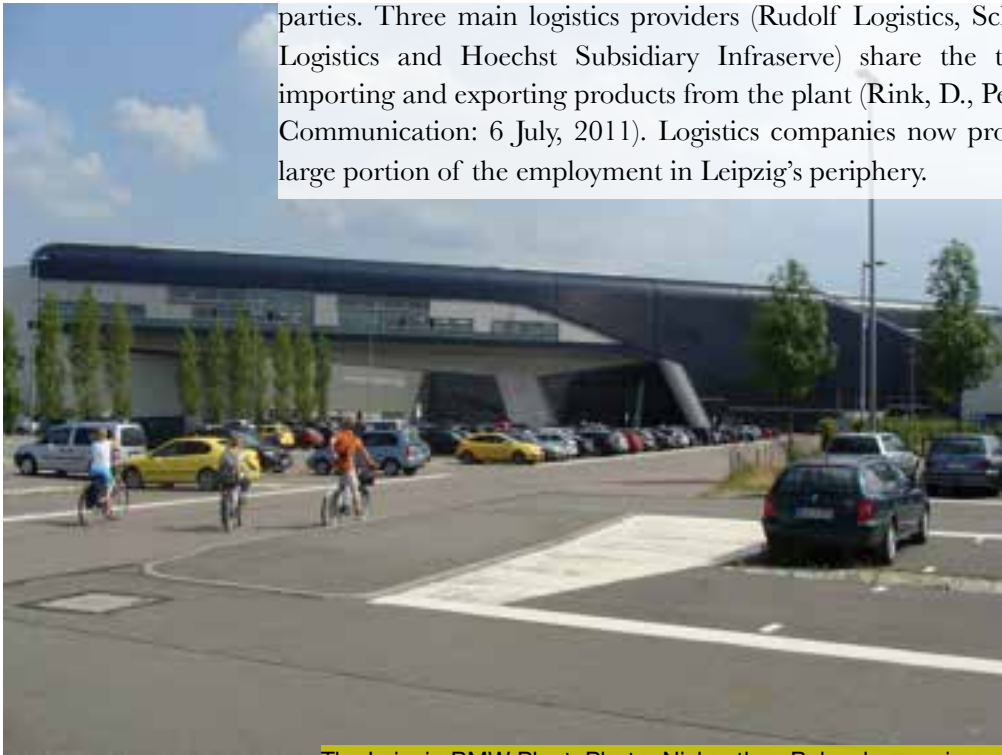 parties. Three main logistics providers (Rudolf Logistics,
Logistics and Hoechst Subsidiary Infraserve) share the
importing and exporting products from the plant (Rink, D.,
Communication: 6 July, 2011). Logistics companies now
large portion of the employment in Leipzig's periphery.